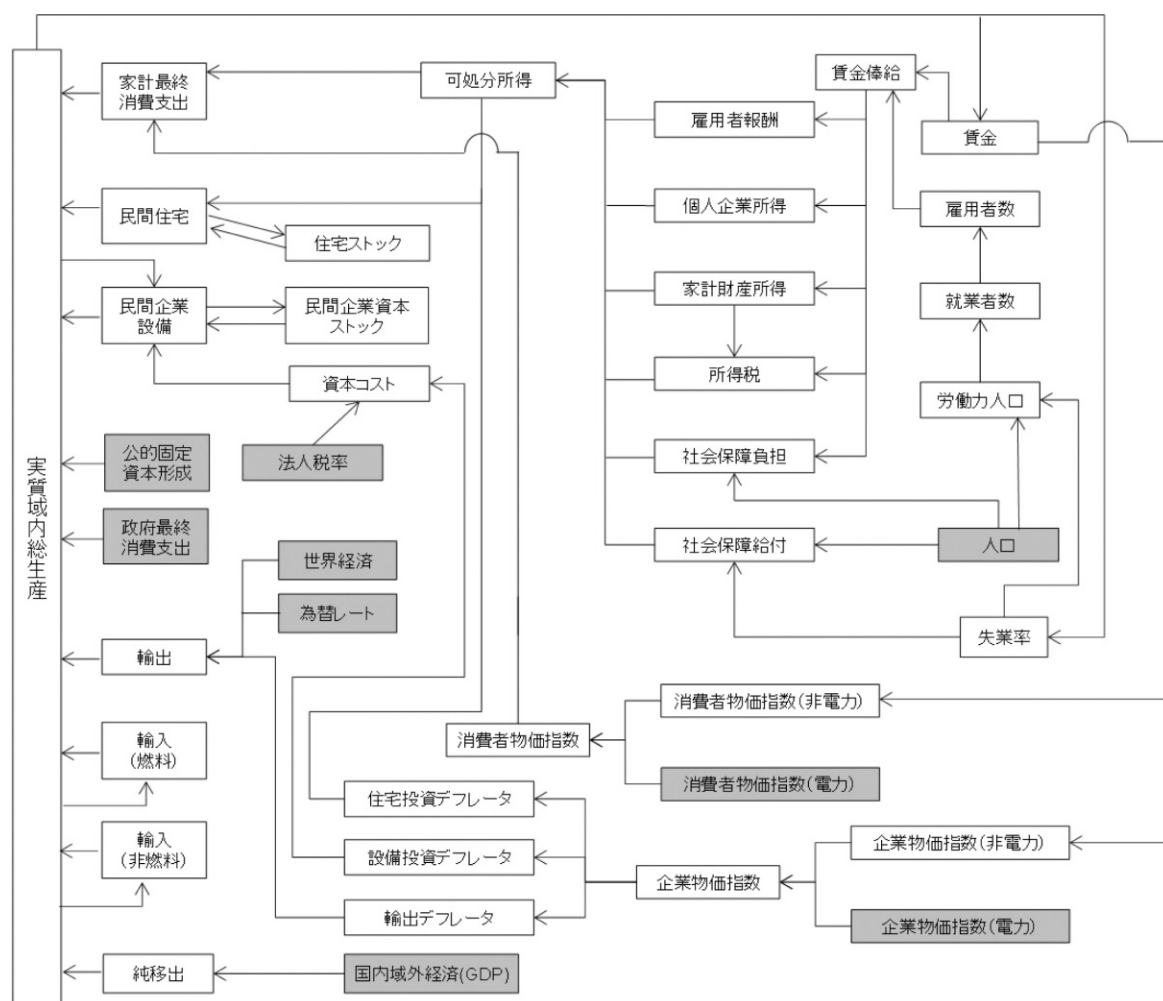 実質域内総生産
家計最終
消費支出
可処分所得
賃金俸給
雇用者報酬
賃金
民間住宅
住宅ストック
個人企業所得
雇用者数
民間企業
設備
民間企業資本
ストック
家計財産所得
就業者数
資本コスト
所得税
労働力人口
公的固定
資本形成
法人税率
社会保障負担
政府最終
消費支出
世界経済
社会保障給付
人口
為替レート
失業率
輸出
消費者物価指数(非電力)
輸入
(燃料)
消費者物価指数
消費者物価指数(電力)
住宅投資デフレータ
輸入
(非燃料)
設備投資デフレータ
企業物価指数(非電力)
企業物価指数
輸出デフレータ
企業物価指数(電力)
純移出
国内域外経済(GDP)